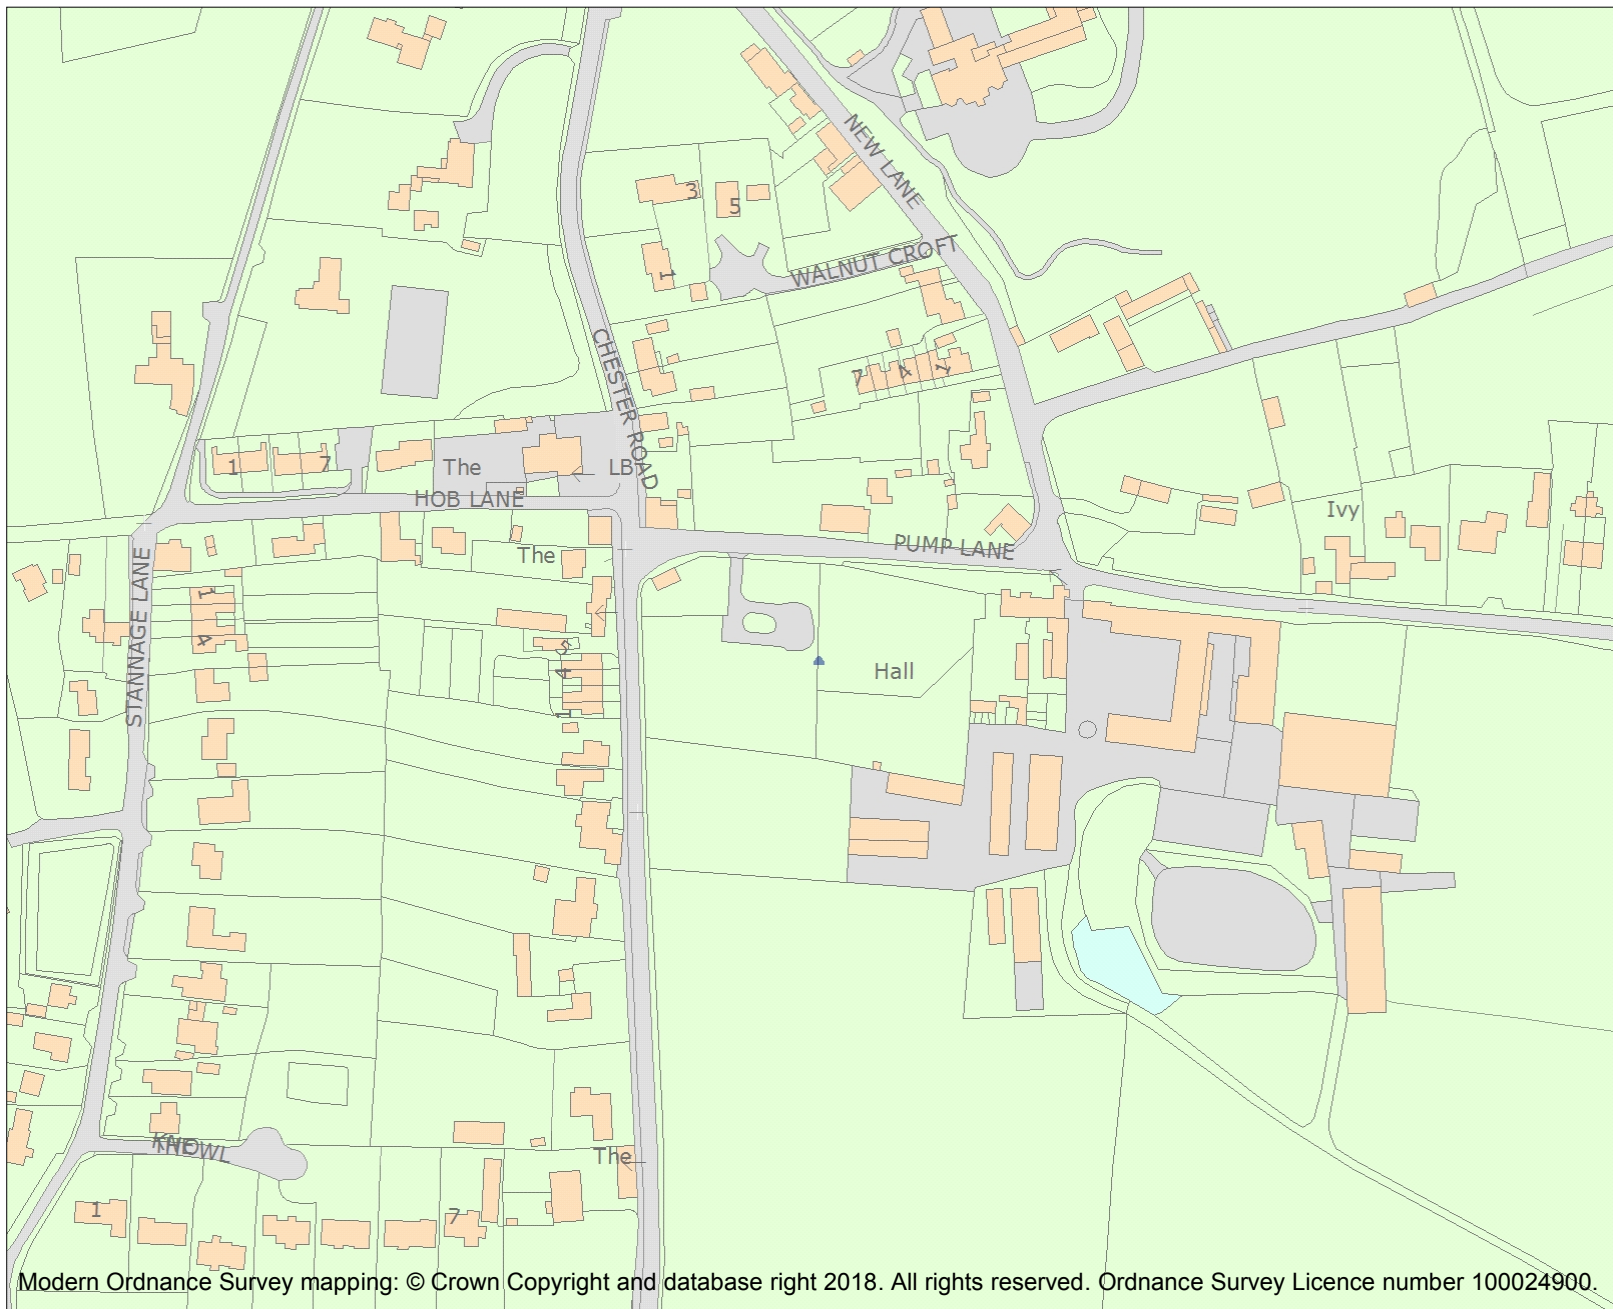 NEW LANE
3
5
1
WALNUT CROFT
CHESTER ROAD
7
4
1
1
7
The
LB
HOB LANE
Ivy
The
PUMP LANE
STANNAGE LANE
1
4
5
4
1
Hall
THE
KNOWL
The
1
7
Modern Ordnance Survey mapping: © Crown Copyright and database right 2018. All rights reserved. Ordnance Survey Licence number 100024900.